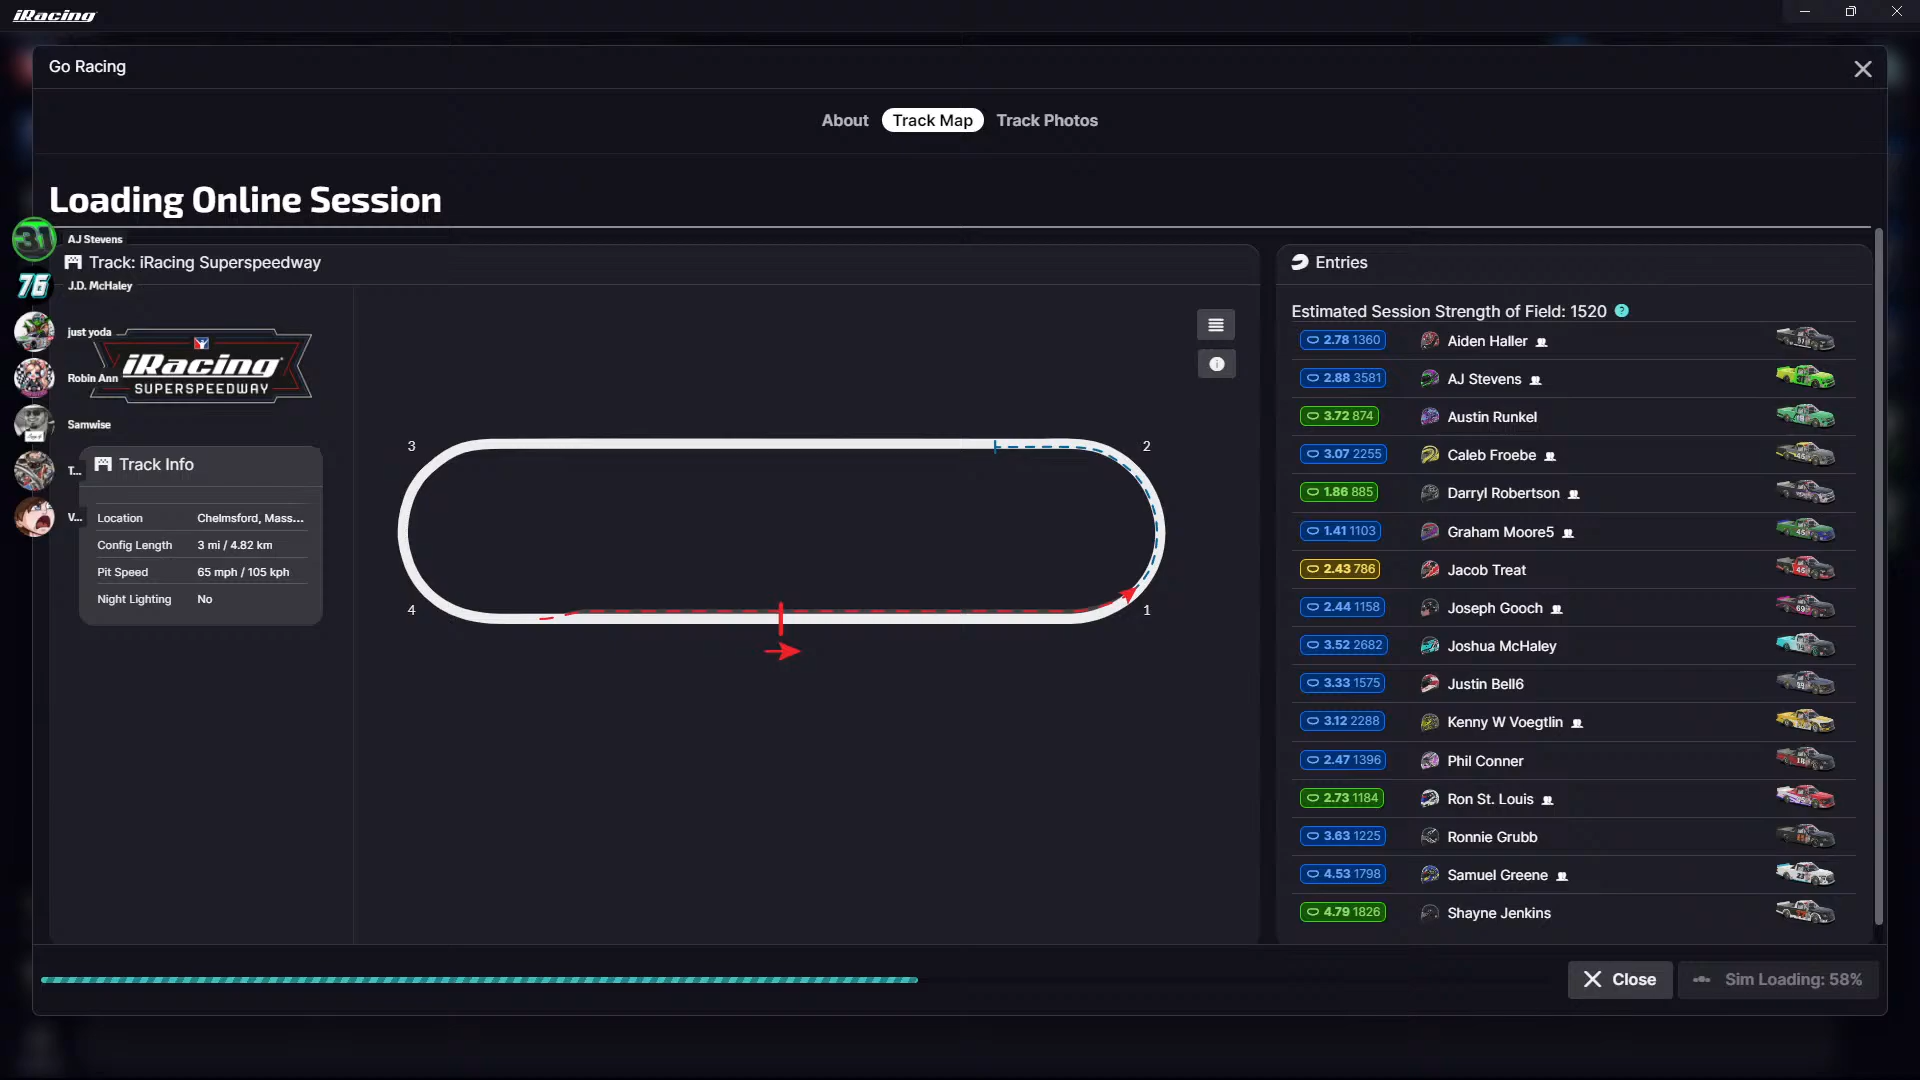 iRacing
Go Racing
About
Track Map
Track Photos
Loading Online Session
31
AJ Stevens
Track: iRacing Superspeedway
76
J.D. McHaley
just yoda
iRacing
SUPERSPEEDWAY
Robin Ann
Samwise
T...
V...
Track Info
Location Chelmsford, Mass...
Config Length 3 mi / 4.82 km
Pit Speed 65 mph / 105 kph
Night Lighting No
3
2
4
1
Entries
Estimated Session Strength of Field: 1520 ?
2.78 1360 Aiden Haller
2.88 3581 AJ Stevens
3.72 874 Austin Runkel
3.07 2255 Caleb Froebe
1.86 885 Darryl Robertson
1.41 1103 Graham Moore5
2.43 786 Jacob Treat
2.44 1158 Joseph Gooch
3.52 2682 Joshua McHaley
3.33 1575 Justin Bell6
3.12 2288 Kenny W Voegtlin
2.47 1396 Phil Conner
2.73 1184 Ron St. Louis
3.63 1225 Ronnie Grubb
4.53 1798 Samuel Greene
4.79 1826 Shayne Jenkins
Close
Sim Loading: 58%